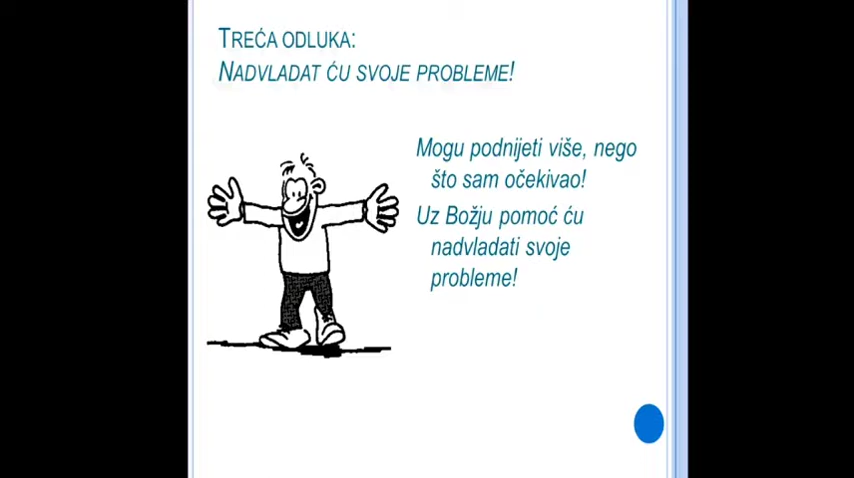 TREĆA ODLUKA:
NADVLADAT ĆU SVOJE PROBLEME!
Mogu podnijeti više, nego
što sam očekivao!
Uz Božju pomoć ću
nadvladati svoje
probleme!